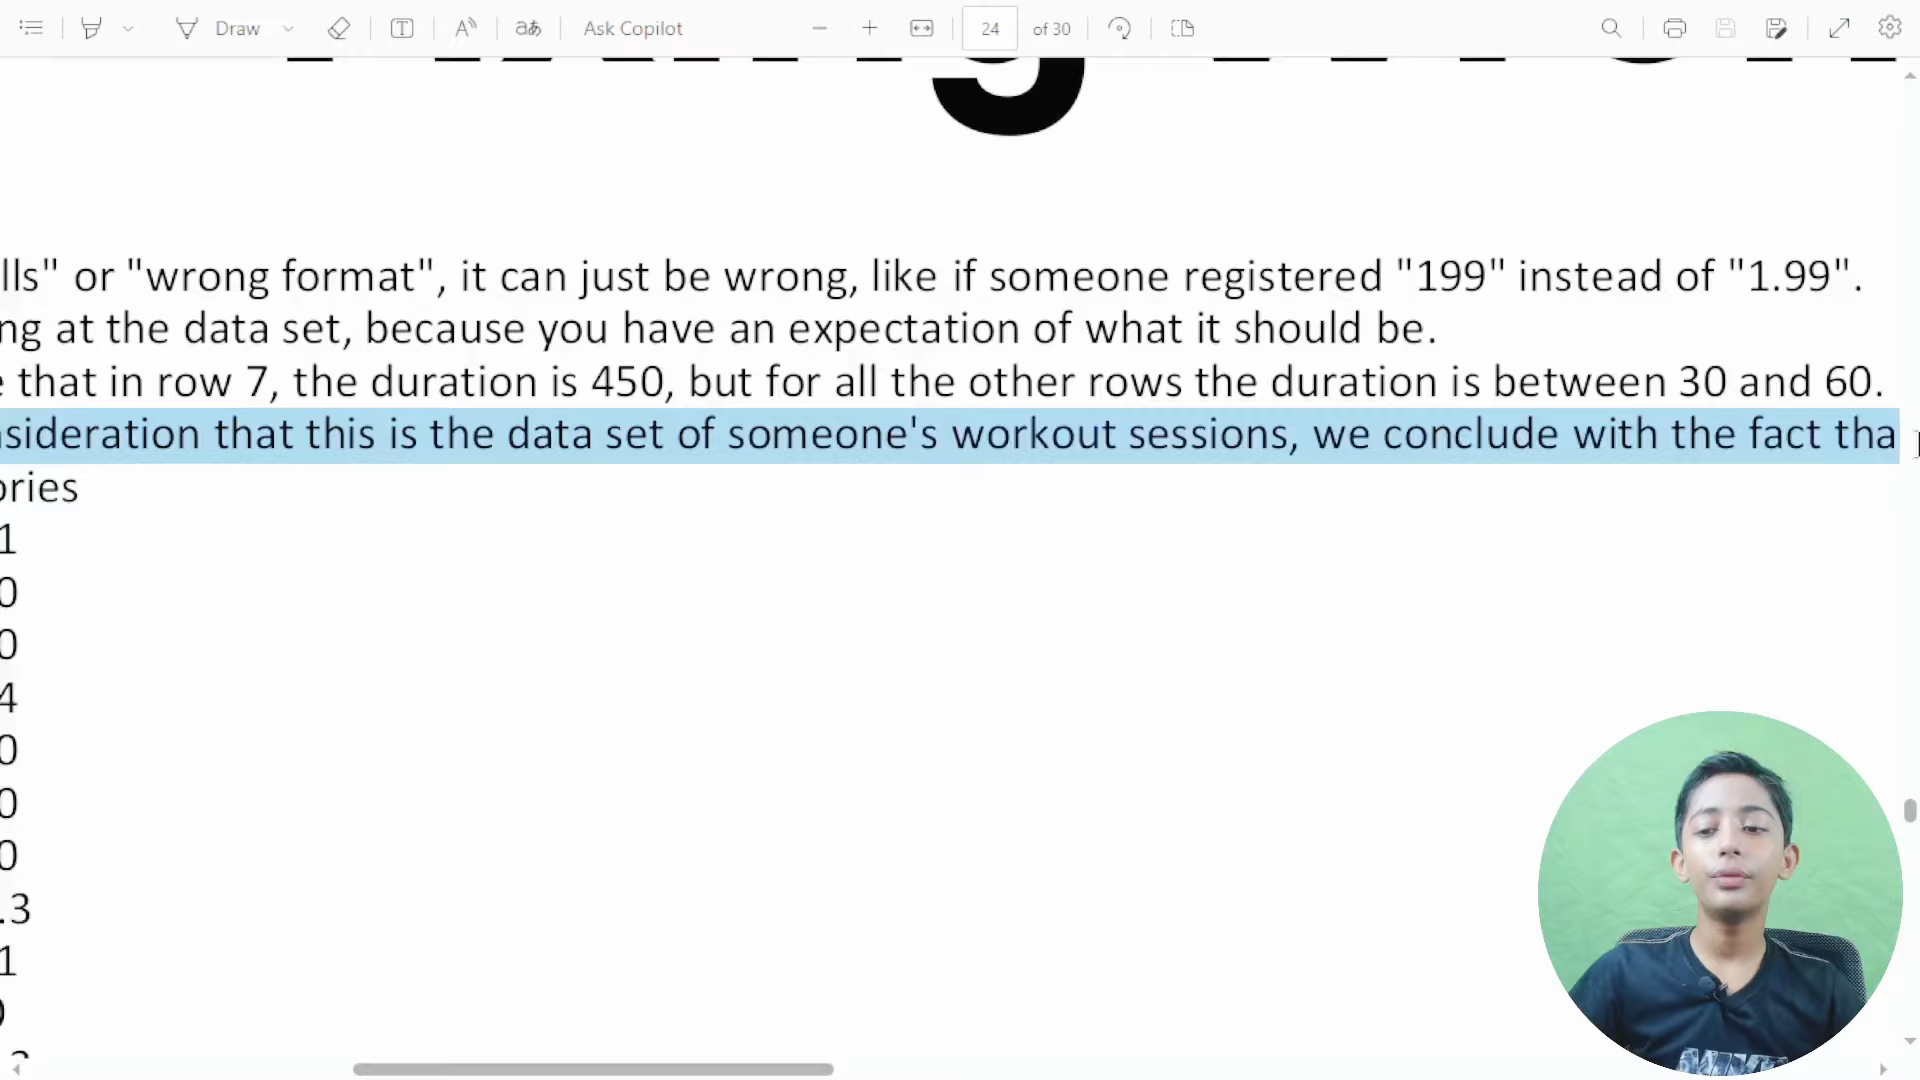 Draw
Ask Copilot
24 of 30
lls" or "wrong format", it can just be wrong, like if someone registered "199" instead of "1.99".
ng at the data set, because you have an expectation of what it should be.
e that in row 7, the duration is 450, but for all the other rows the duration is between 30 and 60.
sideration that this is the data set of someone's workout sessions, we conclude with the fact tha
ories
1
0
0
4
0
0
0
.3
1